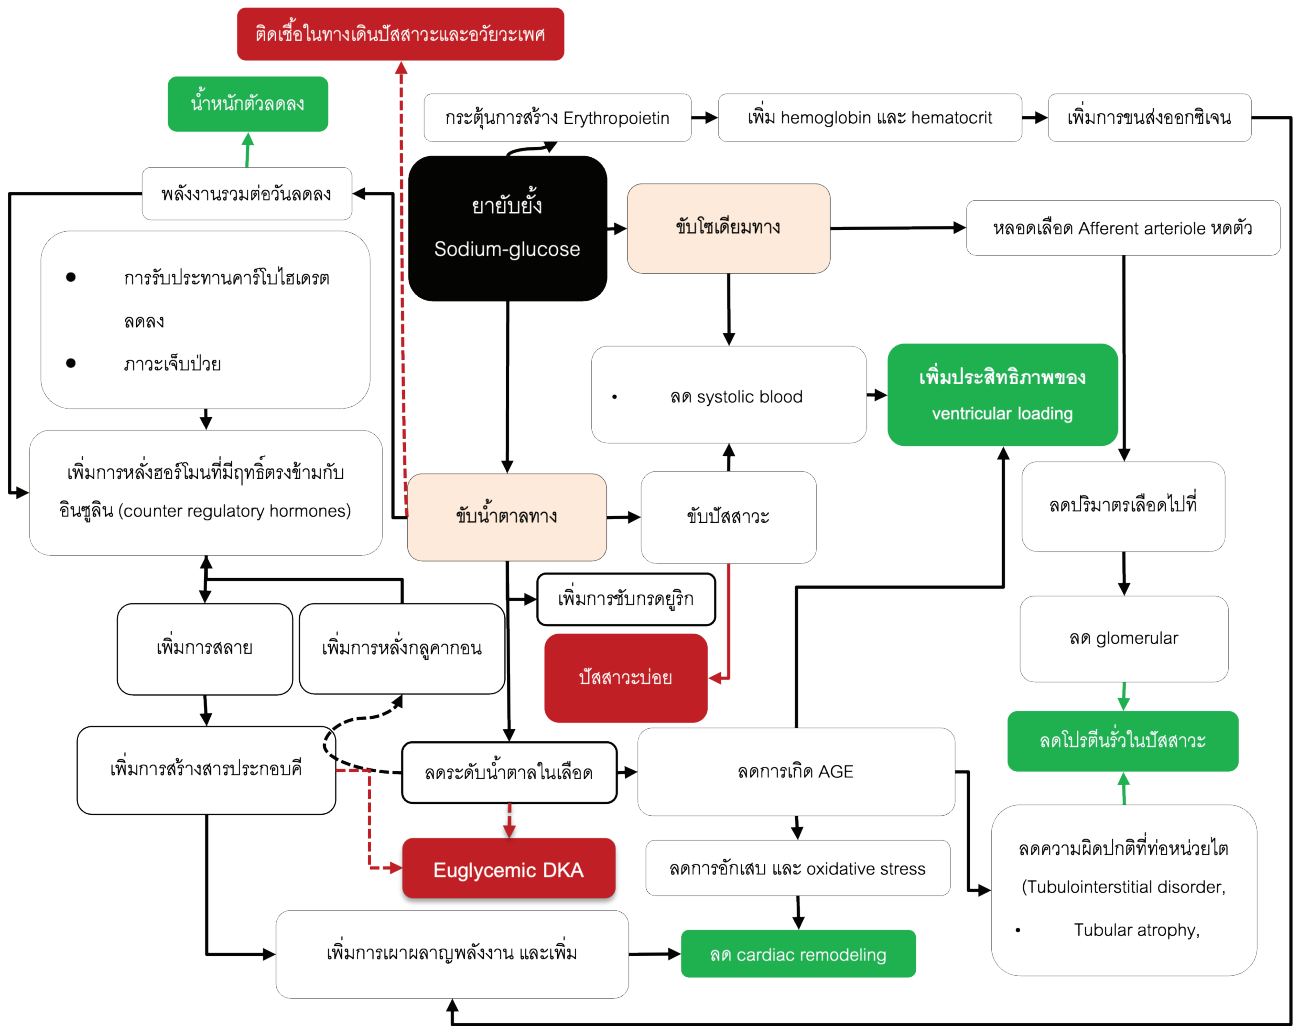 ติดเชื้อในทางเดินปัสสาวะและอวัยวะเพศ
น้ำหนักตัวลดลง
กระตุ้นการสร้าง Erythropoietin
เพิ่ม hemoglobin และ hematocrit
เพิ่มการขนส่งออกซิเจน
พลังงานรวมต่อวันลดลง
ยายับยั้ง
Sodium-glucose
ขับโซเดียมทาง
หลอดเลือด Afferent arteriole หดตัว
• การรับประทานคาร์โบไฮเดรต
ลดลง
• ภาวะเจ็บป่วย
• ลด systolic blood
เพิ่มประสิทธิภาพของ
ventricular loading
เพิ่มการหลั่งฮอร์โมนที่มีฤทธิ์ตรงข้ามกับ
อินซูลิน (counter regulatory hormones)
ขับน้ำตาลทาง
ขับปัสสาวะ
ลดปริมาตรเลือดไปที่
เพิ่มการขับกรดยูริก
เพิ่มการสลาย
เพิ่มการหลั่งกลูคากอน
ปัสสาวะบ่อย
ลด glomerular
เพิ่มการสร้างสารประกอบคี
ลดระดับน้ำตาลในเลือด
ลดการเกิด AGE
ลดโปรตีนรั่วในปัสสาวะ
Euglycemic DKA
ลดการอักเสบ และ oxidative stress
ลดความผิดปกติที่ท่อหน่วยไต
(Tubulointerstitial disorder,
• Tubular atrophy,
เพิ่มการเผาผลาญพลังงาน และเพิ่ม
ลด cardiac remodeling